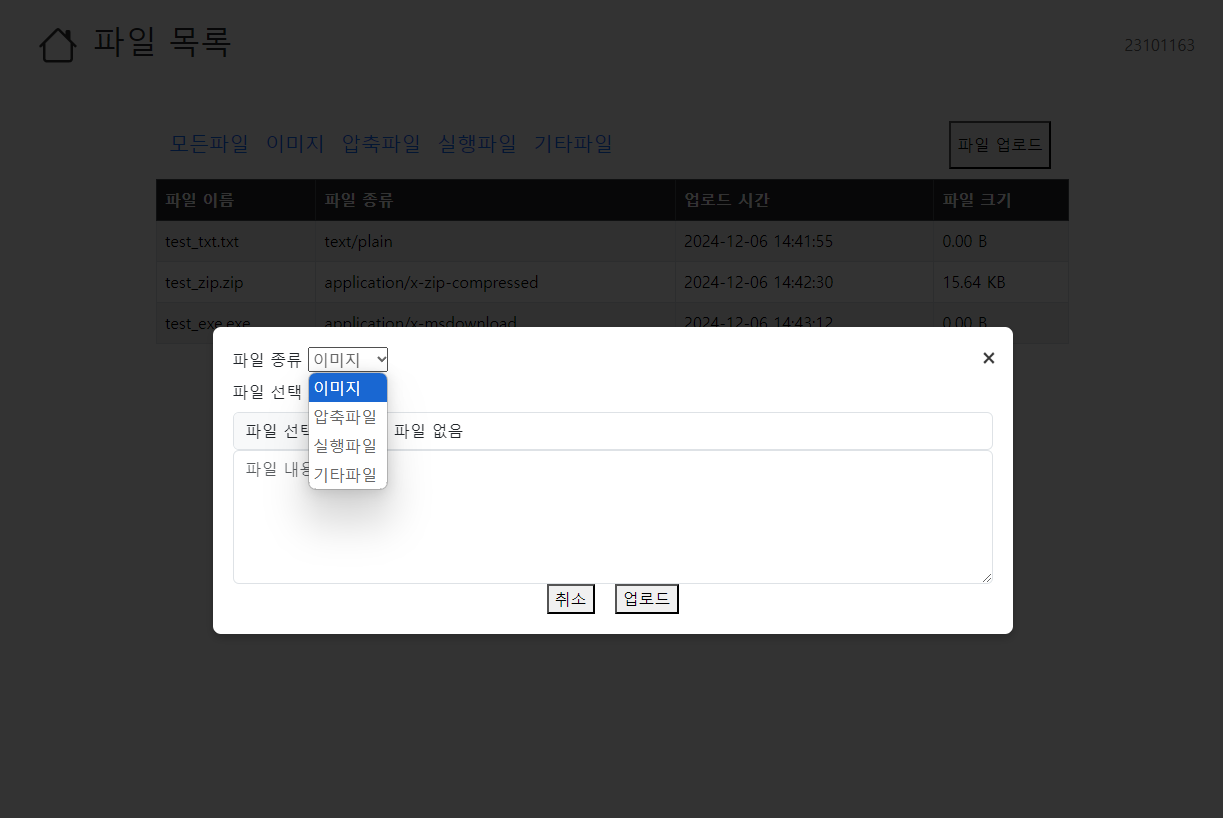 파일 목록
23101163
모든파일 이미지 압축파일 실행파일 기타파일
파일 업로드
파일 이름 파일 종류 업로드 시간 파일 크기
test_txt.txt text/plain 2024-12-06 14:41:55 0.00 B
test_zip.zip application/x-zip-compressed 2024-12-06 14:42:30 15.64 KB
test_exe.exe application/x-msdownload 2024-12-06 14:43:12 0.00 B
파일 종류 이미지 ×
파일 선택
이미지
압축파일
실행파일
기타파일
파일 선택 파일 없음
파일 내용
취소 업로드